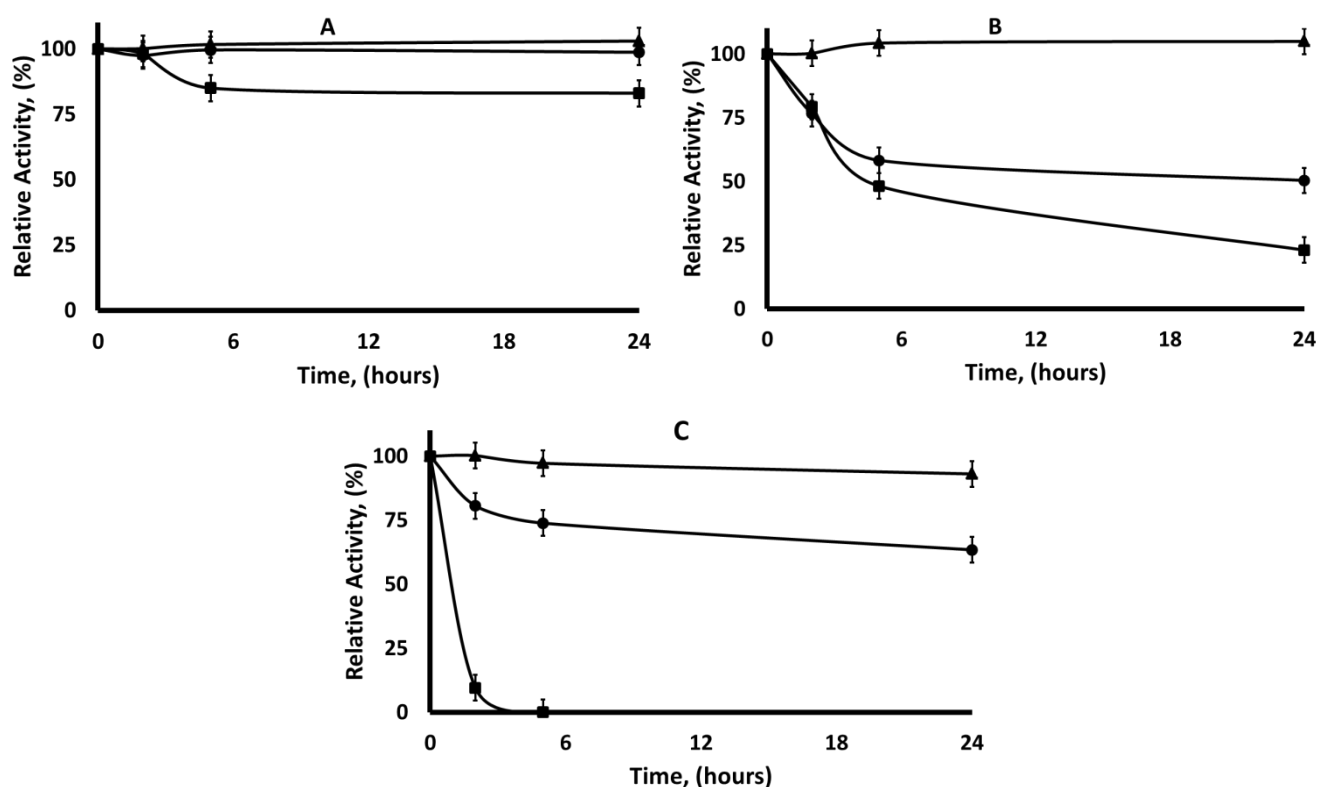 A
Relative Activity, (%)
100
75
50
25
0
0 6 12 18 24
Time, (hours)
B
Relative Activity, (%)
100
75
50
25
0
0 6 12 18 24
Time, (hours)
C
Relative Activity, (%)
100
75
50
25
0
0 6 12 18 24
Time, (hours)